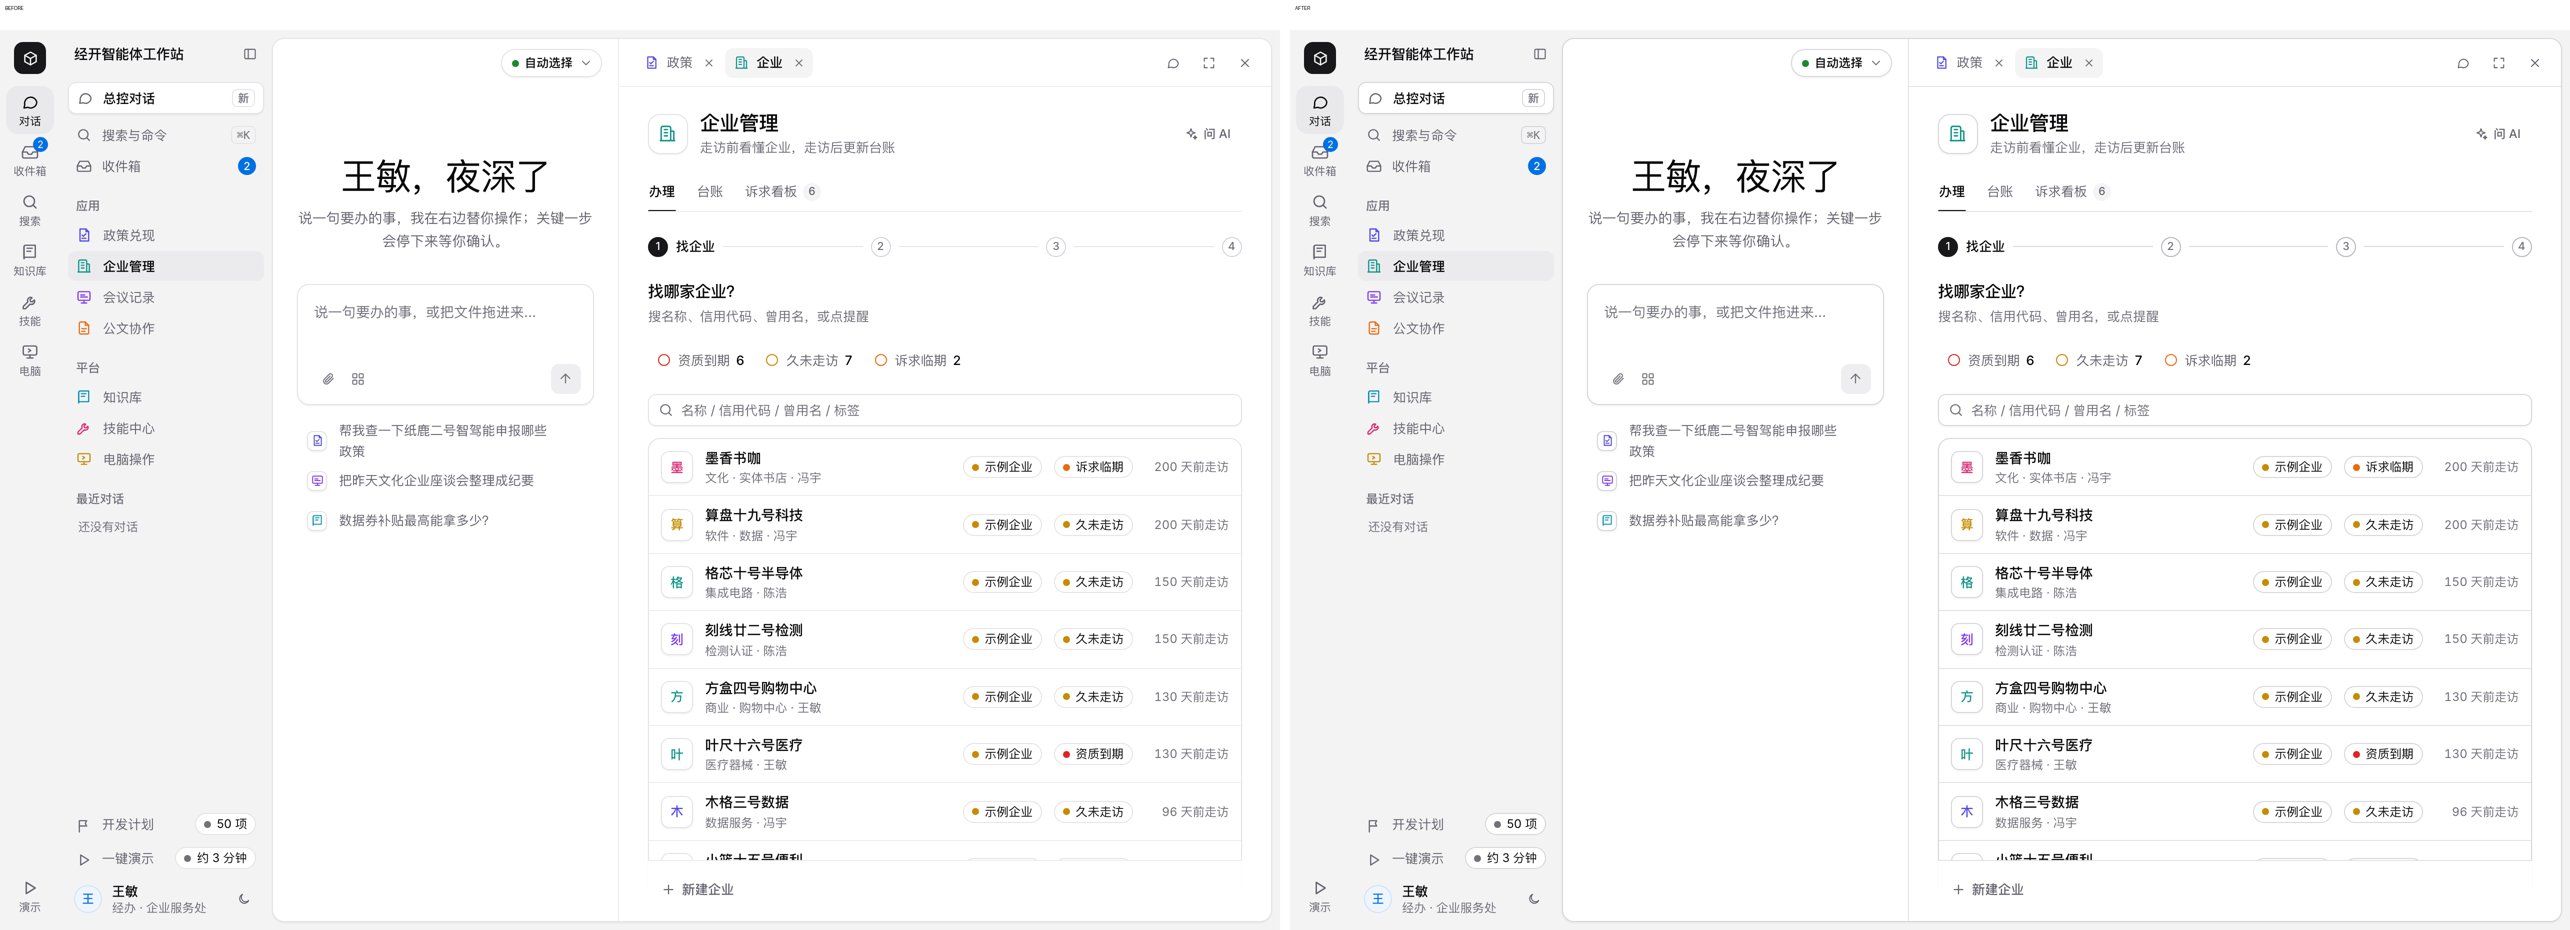 BEFORE
经开智能体工作站
总控对话 新
搜索与命令 ⌘K
收件箱 2
应用
政策兑现
企业管理
会议记录
公文协作
平台
知识库
技能中心
电脑操作
最近对话
还没有对话
开发计划 50 项
一键演示 约 3 分钟
王 王敏
经办 · 企业服务处
对话
2
收件箱
搜索
知识库
技能
电脑
演示
自动选择
王敏，夜深了
说一句要办的事，我在右边替你操作；关键一步
会停下来等你确认。
说一句要办的事，或把文件拖进来...
帮我查一下纸鹿二号智驾能申报哪些
政策
把昨天文化企业座谈会整理成纪要
数据券补贴最高能拿多少?
政策 企业
企业管理
走访前看懂企业，走访后更新台账
问 AI
办理 台账 诉求看板 6
1 找企业 2 3 4
找哪家企业?
搜名称、信用代码、曾用名，或点提醒
资质到期 6 久未走访 7 诉求临期 2
名称 / 信用代码 / 曾用名 / 标签
墨 墨香书咖 示例企业 诉求临期 200 天前走访
文化 · 实体书店 · 冯宇
算 算盘十九号科技 示例企业 久未走访 200 天前走访
软件 · 数据 · 冯宇
格 格芯十号半导体 示例企业 久未走访 150 天前走访
集成电路 · 陈浩
刻 刻线廿二号检测 示例企业 久未走访 150 天前走访
检测认证 · 陈浩
方 方盒四号购物中心 示例企业 久未走访 130 天前走访
商业 · 购物中心 · 王敏
叶 叶尺十六号医疗 示例企业 资质到期 130 天前走访
医疗器械 · 王敏
木 木格三号数据 示例企业 久未走访 96 天前走访
数据服务 · 冯宇
小篮十五号便利
新建企业
AFTER
经开智能体工作站
总控对话 新
搜索与命令 ⌘K
收件箱 2
应用
政策兑现
企业管理
会议记录
公文协作
平台
知识库
技能中心
电脑操作
最近对话
还没有对话
开发计划 50 项
一键演示 约 3 分钟
王 王敏
经办 · 企业服务处
对话
2
收件箱
搜索
知识库
技能
电脑
演示
自动选择
王敏，夜深了
说一句要办的事，我在右边替你操作；关键一步
会停下来等你确认。
说一句要办的事，或把文件拖进来...
帮我查一下纸鹿二号智驾能申报哪些
政策
把昨天文化企业座谈会整理成纪要
数据券补贴最高能拿多少?
政策 企业
企业管理
走访前看懂企业，走访后更新台账
问 AI
办理 台账 诉求看板 6
1 找企业 2 3 4
找哪家企业?
搜名称、信用代码、曾用名，或点提醒
资质到期 6 久未走访 7 诉求临期 2
名称 / 信用代码 / 曾用名 / 标签
墨 墨香书咖 示例企业 诉求临期 200 天前走访
文化 · 实体书店 · 冯宇
算 算盘十九号科技 示例企业 久未走访 200 天前走访
软件 · 数据 · 冯宇
格 格芯十号半导体 示例企业 久未走访 150 天前走访
集成电路 · 陈浩
刻 刻线廿二号检测 示例企业 久未走访 150 天前走访
检测认证 · 陈浩
方 方盒四号购物中心 示例企业 久未走访 130 天前走访
商业 · 购物中心 · 王敏
叶 叶尺十六号医疗 示例企业 资质到期 130 天前走访
医疗器械 · 王敏
木 木格三号数据 示例企业 久未走访 96 天前走访
数据服务 · 冯宇
小篮十五号便利
新建企业